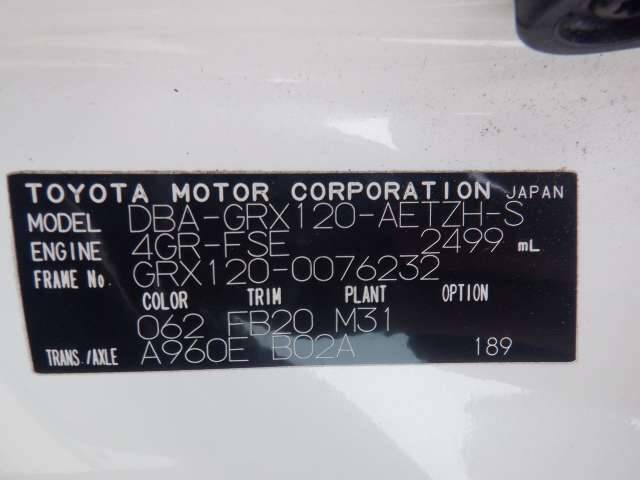 TOYOTA MOTOR CORPORATION JAPAN
MODEL DBA-GRX120-AETZH-S
ENGINE 4GR-FSE 2499 mL
FRAME No. GRX120-0076232
COLOR TRIM PLANT OPTION
062 FB20 M31
TRANS./AXLE A960E B02A 189